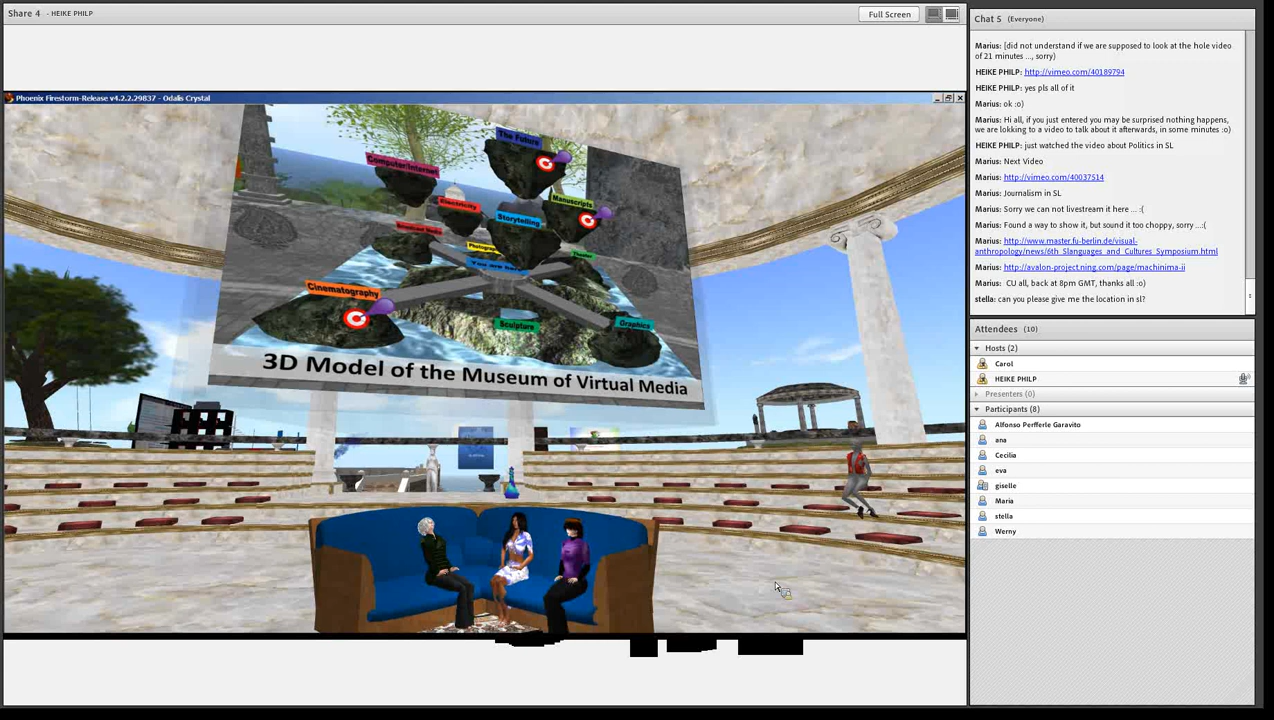 Share 4 - HEIKE PHILP
Full Screen
Phoenix Firestorm-Release v4.2.2.29837 - Odalis Crystal
The Future
Computer/Internet
Manuscripts
Electricity
Storytelling
Broadcast Media
Photography
Theater
You are here
Cinematography
Sculpture
Graphics
3D Model of the Museum of Virtual Media
Chat 5 (Everyone)
Marius: [did not understand if we are supposed to look at the hole video
of 21 minutes ..., sorry)
HEIKE PHILP: http://vimeo.com/40189794
HEIKE PHILP: yes pls all of it
Marius: ok :o)
Marius: Hi all, if you just entered you may be surprised nothing happens,
we are lokking to a video to talk about it afterwards, in some minutes :o)
HEIKE PHILP: just watched the video about Politics in SL
Marius: Next Video
Marius: http://vimeo.com/40037514
Marius: Journalism in SL
Marius: Sorry we can not livestream it here ... :(
Marius: Found a way to show it, but sound it too choppy, sorry ...:(
Marius: http://www.master.fu-berlin.de/visual-
anthropology/news/6th_Slanguages_and_Cultures_Symposium.html
Marius: http://avalon-project.ning.com/page/machinima-ii
Marius: CU all, back at 8pm GMT, thanks all :o)
stella: can you please give me the location in sl?
Attendees (10)
Hosts (2)
Carol
HEIKE PHILP
Presenters (0)
Participants (8)
Alfonso Perfferle Garavito
ana
Cecilia
eva
giselle
Maria
stella
Werny